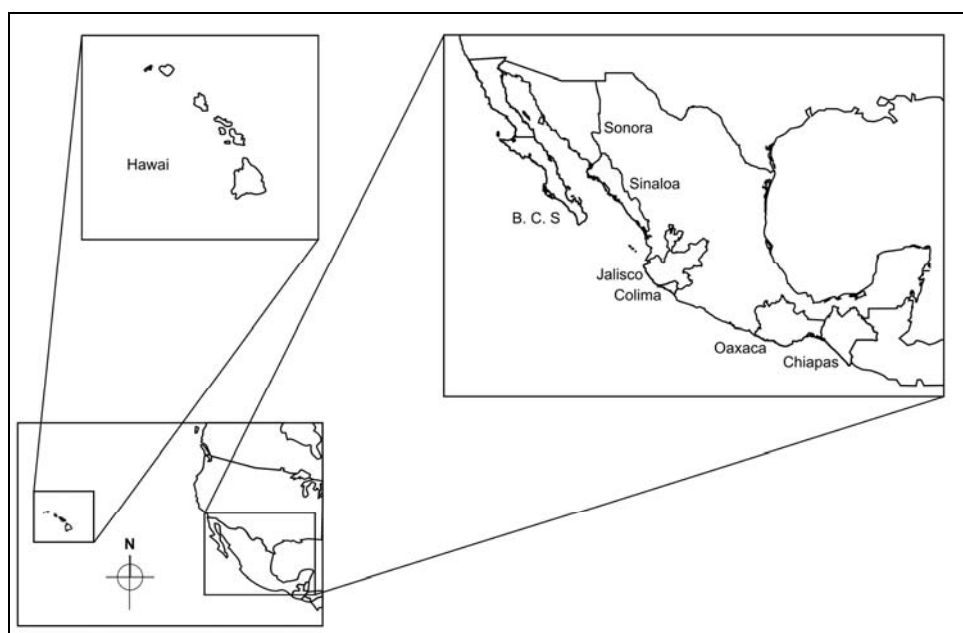 Hawai
Sonora
Sinaloa
B. C. S
Jalisco
Colima
Oaxaca
Chiapas
N